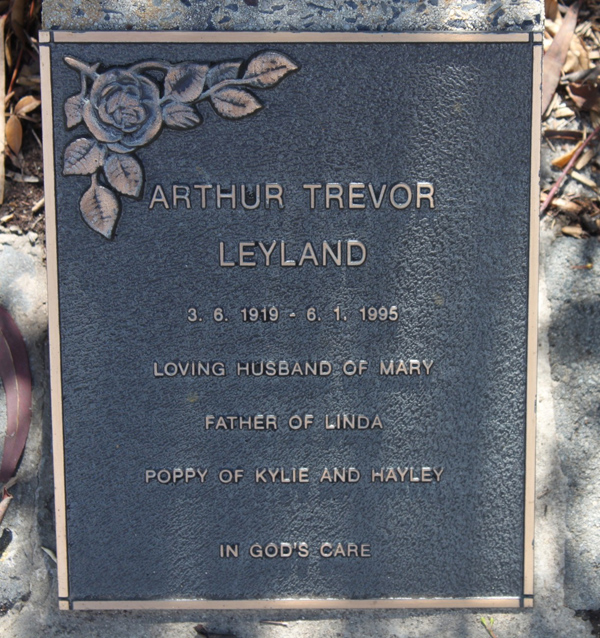 ARTHUR TREVOR
LEYLAND
3. 6. 1919 - 6. 1. 1995
LOVING HUSBAND OF MARY
FATHER OF LINDA
POPPY OF KYLIE AND HAYLEY
IN GOD'S CARE